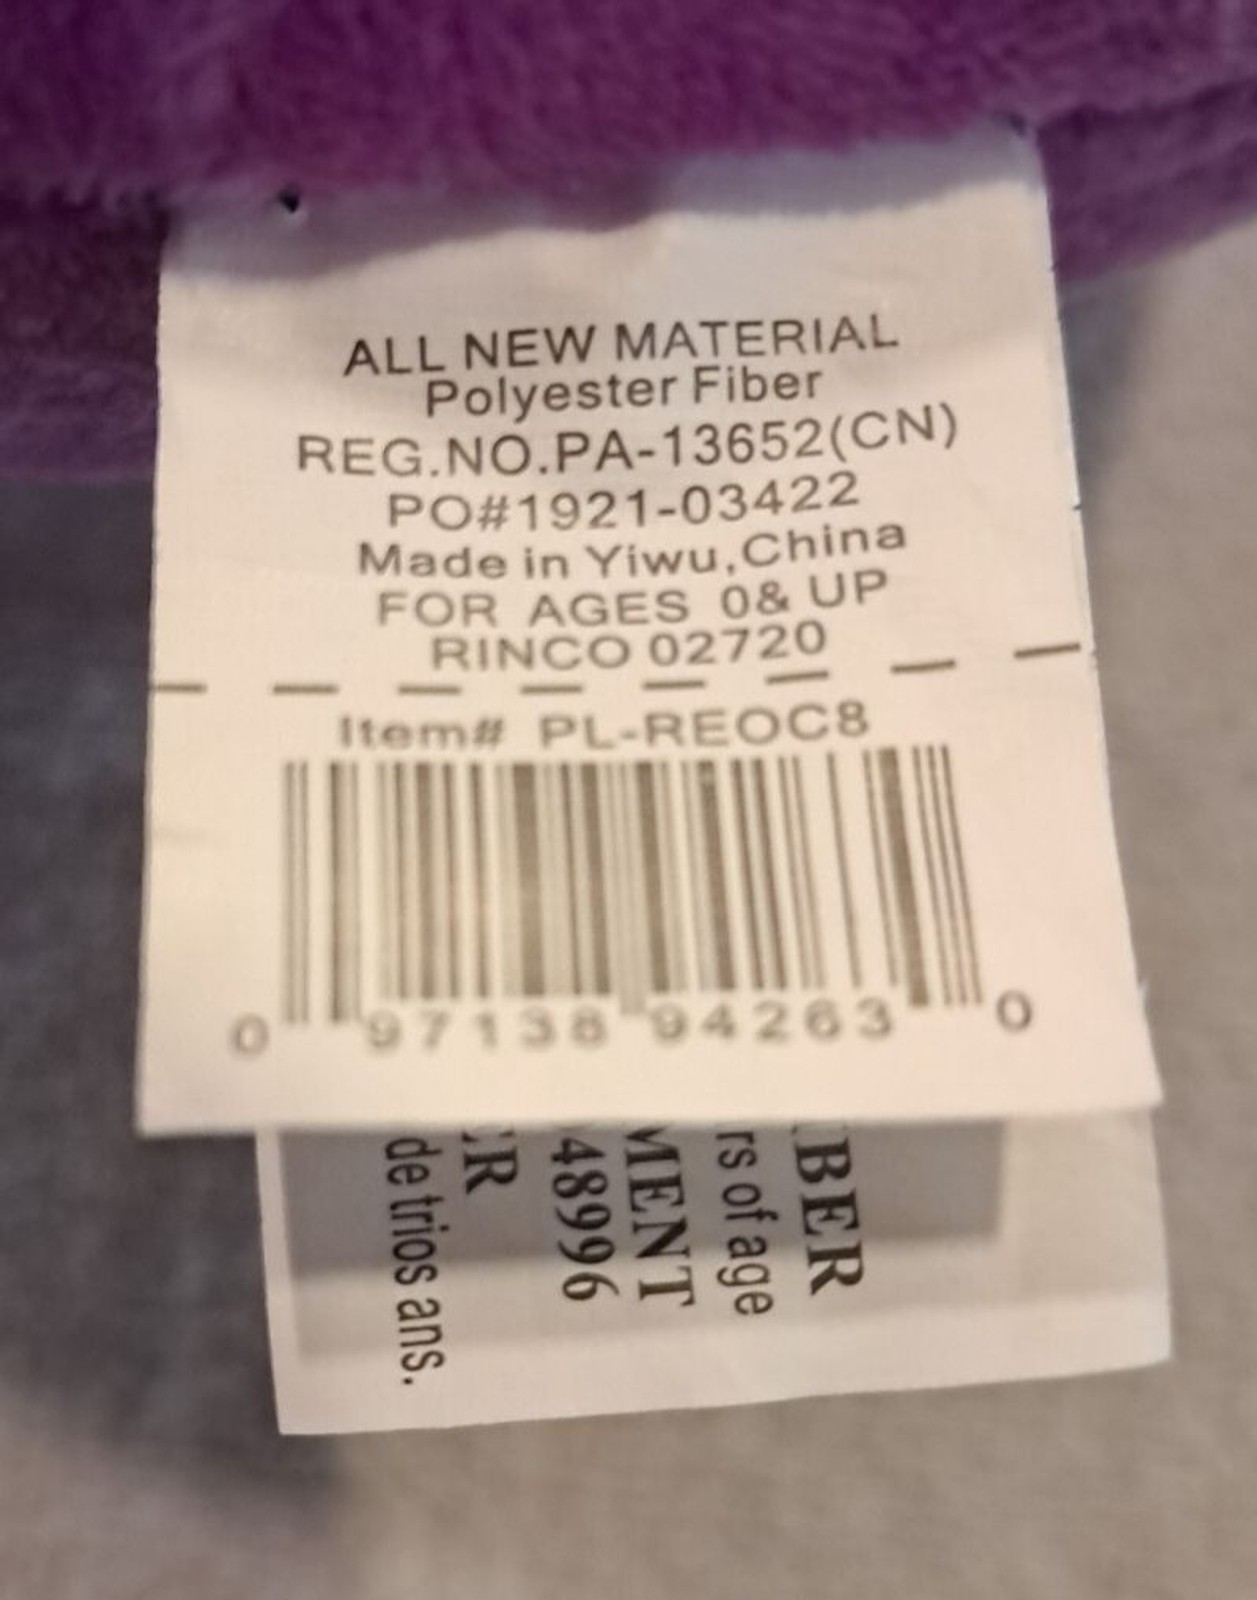 ALL NEW MATERIAL
Polyester Fiber
REG.NO.PA-13652(CN)
PO#1921-03422
Made in Yiwu,China
FOR AGES 0& UP
RINCO 02720
Item# PL-REOC8
0 97138 94263 0
BER
rs of age
MENT
48996
ER
de trios ans.